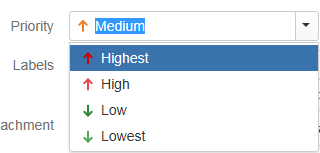 Priority Medium
Highest
Labels
High
Low
achment
Lowest